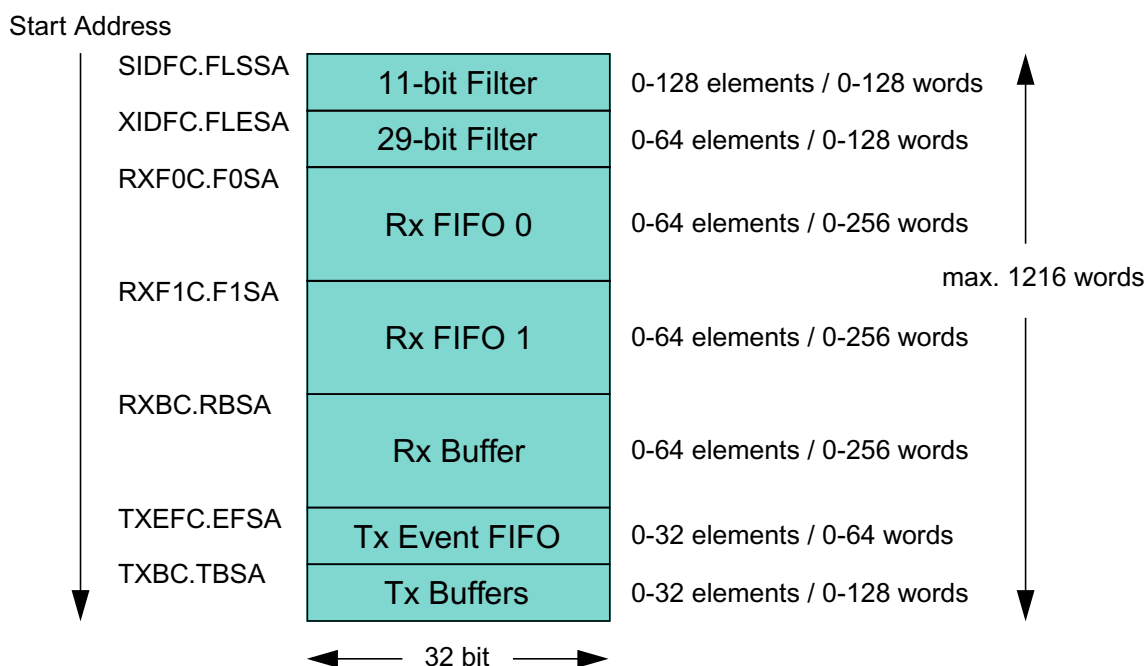 Start Address
SIDFC.FLSSA
11-bit Filter
0-128 elements / 0-128 words
XIDFC.FLESA
29-bit Filter
0-64 elements / 0-128 words
RXF0C.F0SA
Rx FIFO 0
0-64 elements / 0-256 words
max. 1216 words
RXF1C.F1SA
Rx FIFO 1
0-64 elements / 0-256 words
RXBC.RBSA
Rx Buffer
0-64 elements / 0-256 words
TXEFC.EFSA
Tx Event FIFO
0-32 elements / 0-64 words
TXBC.TBSA
Tx Buffers
0-32 elements / 0-128 words
32 bit